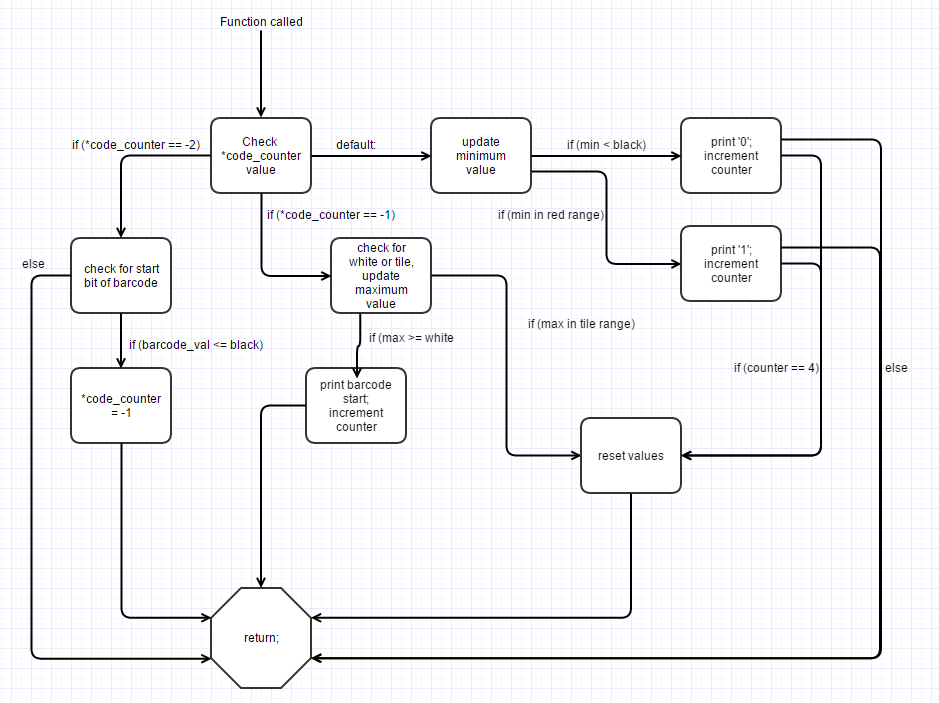 Function called
if (*code_counter == -2)
Check
*code_counter
value
default:
update
minimum
value
if (min < black)
print '0';
increment
counter
if (*code_counter == -1)
if (min in red range)
print '1';
increment
counter
else
check for start
bit of barcode
check for
white or tile,
update
maximum
value
if (max in tile range)
if (barcode_val <= black)
if (max >= white
if (counter == 4)
else
*code_counter
= -1
print barcode
start;
increment
counter
reset values
return;